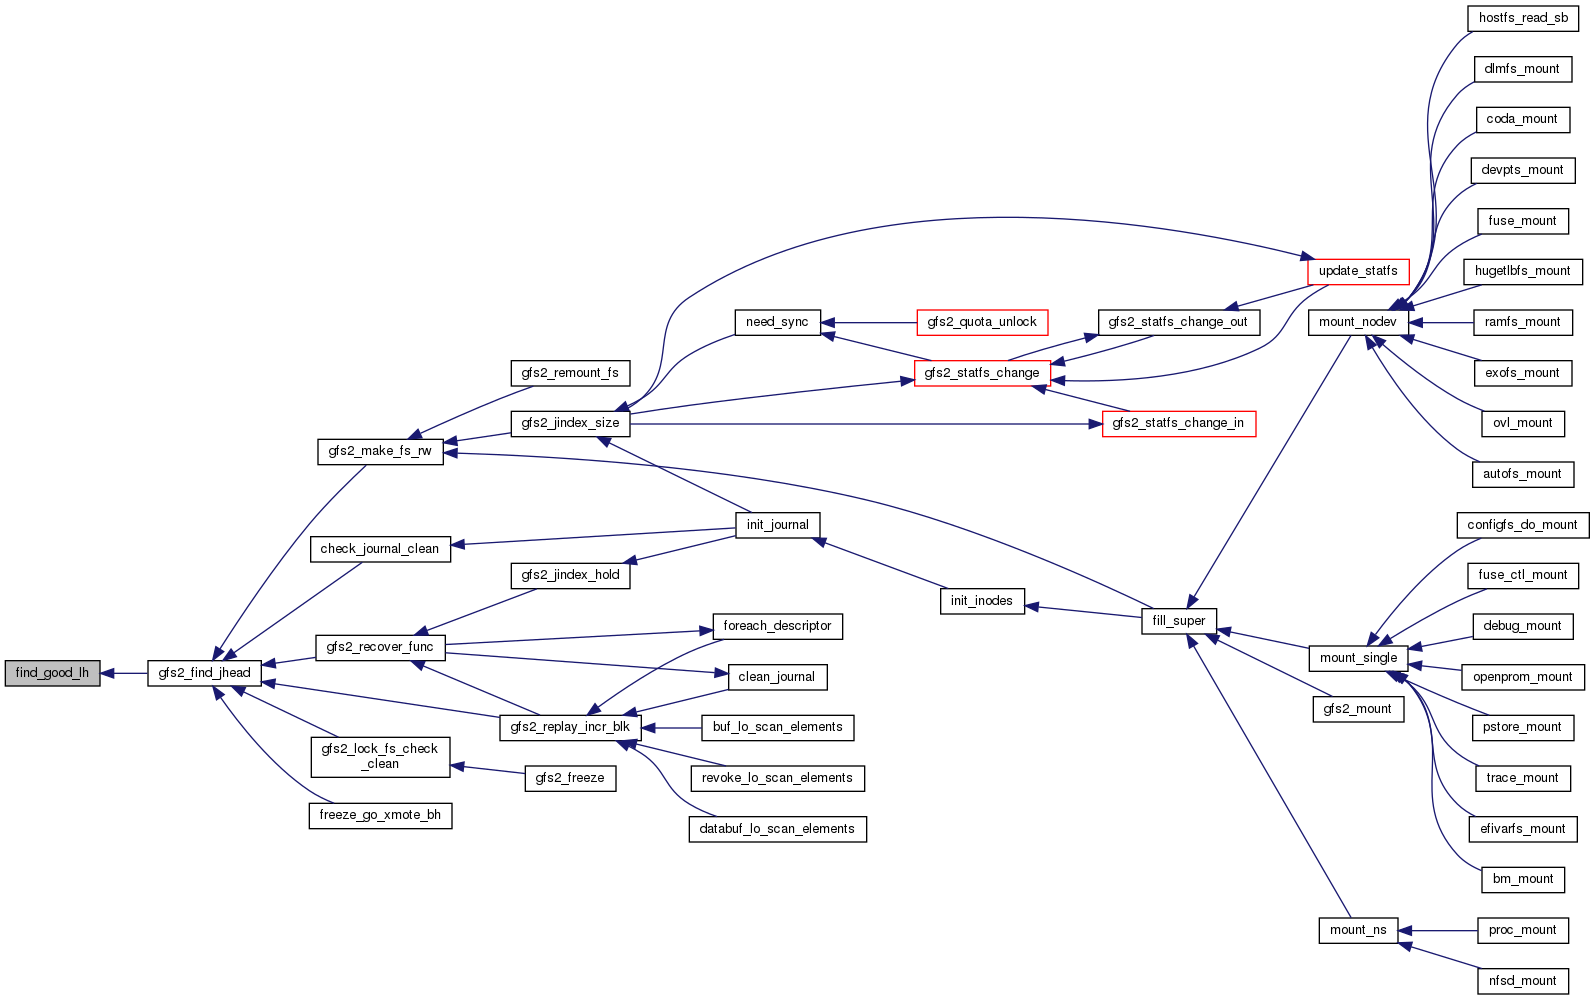 hostfs_read_sb
dlmfs_mount
coda_mount
devpts_mount
fuse_mount
update_statfs
hugetlbfs_mount
need_sync
gfs2_quota_unlock
gfs2_statfs_change_out
mount_nodev
ramfs_mount
gfs2_remount_fs
gfs2_statfs_change
exofs_mount
gfs2_jindex_size
gfs2_statfs_change_in
ovl_mount
gfs2_make_fs_rw
autofs_mount
init_journal
configfs_do_mount
check_journal_clean
gfs2_jindex_hold
fuse_ctl_mount
init_inodes
fill_super
foreach_descriptor
debug_mount
gfs2_recover_func
mount_single
find_good_lh
gfs2_find_jhead
clean_journal
openprom_mount
gfs2_mount
gfs2_replay_incr_blk
buf_lo_scan_elements
pstore_mount
gfs2_lock_fs_check
_clean
gfs2_freeze
revoke_lo_scan_elements
trace_mount
freeze_go_xmote_bh
databuf_lo_scan_elements
efivarfs_mount
bm_mount
mount_ns
proc_mount
nfsd_mount